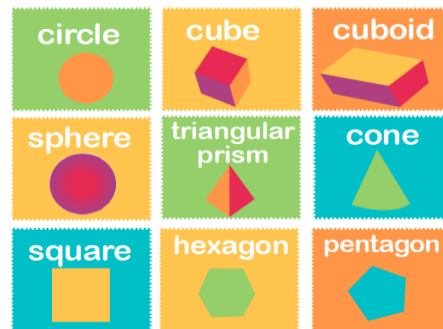 circle
cube
cuboid
sphere
triangular
prism
cone
square
hexagon
pentagon